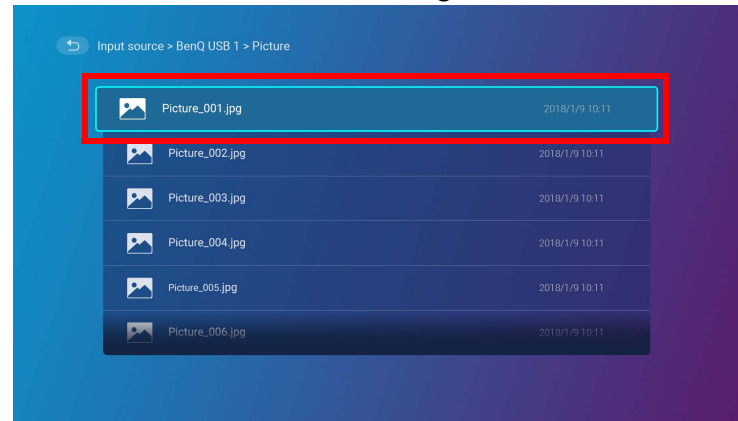 Input source > BenQ USB 1 > Picture
Picture_001.jpg 2018/1/9 10:11
Picture_002.jpg 2018/1/9 10:11
Picture_003.jpg 2018/1/9 10:11
Picture_004.jpg 2018/1/9 10:11
Picture_005.jpg 2018/1/9 10:11
Picture_006.jpg 2018/1/9 10:11